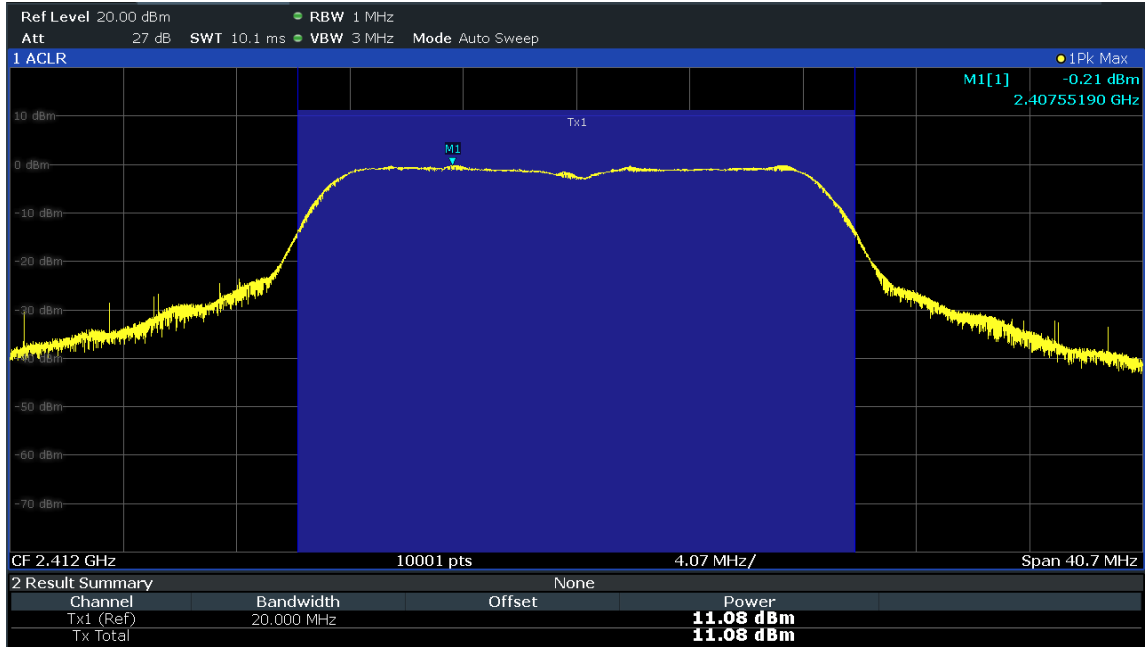 Ref Level 20.00 dBm RBW 1 MHz
Att 27 dB SWT 10.1 ms VBW 3 MHz Mode Auto Sweep
1 ACLR 1Pk Max
M1[1] -0.21 dBm
2.40755190 GHz
10 dBm
Tx1
M1
0 dBm
-10 dBm
-20 dBm
-30 dBm
-40 dBm
-50 dBm
-60 dBm
-70 dBm
CF 2.412 GHz 10001 pts 4.07 MHz/ Span 40.7 MHz
2 Result Summary None
Channel Bandwidth Offset Power
Tx1 (Ref) 20.000 MHz 11.08 dBm
Tx Total 11.08 dBm